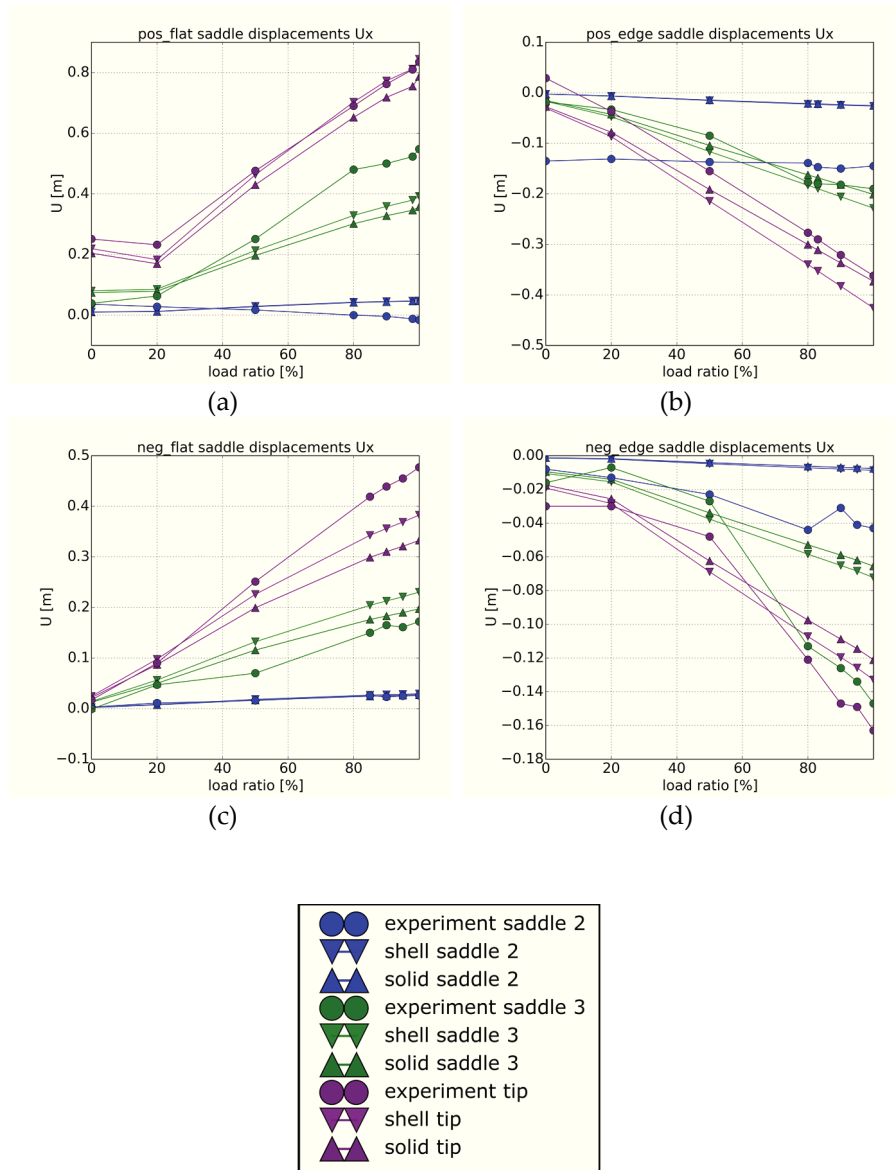 pos_flat saddle displacements Ux
U [m]
0.8
0.6
0.4
0.2
0.0
0 20 40 60 80
load ratio [%]
(a)
pos_edge saddle displacements Ux
U [m]
0.1
0.0
−0.1
−0.2
−0.3
−0.4
−0.5
0 20 40 60 80
load ratio [%]
(b)
neg_flat saddle displacements Ux
U [m]
0.5
0.4
0.3
0.2
0.1
0.0
−0.1
0 20 40 60 80
load ratio [%]
(c)
neg_edge saddle displacements Ux
U [m]
0.00
−0.02
−0.04
−0.06
−0.08
−0.10
−0.12
−0.14
−0.16
−0.18
0 20 40 60 80
load ratio [%]
(d)
experiment saddle 2
shell saddle 2
solid saddle 2
experiment saddle 3
shell saddle 3
solid saddle 3
experiment tip
shell tip
solid tip